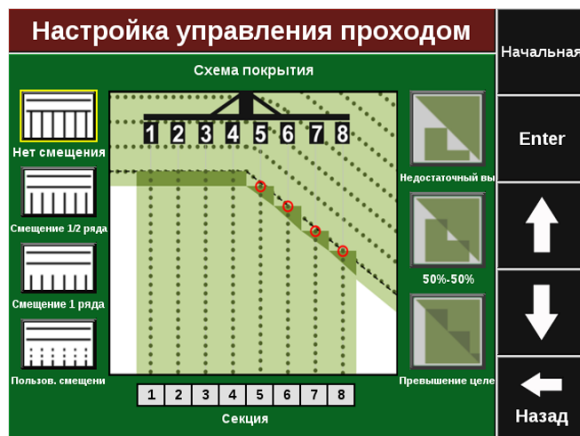 Настройка управления проходом
Начальная
Схема покрытия
1 2 3 4 5 6 7 8
Нет смещения
Недостаточный вы
Enter
Смещение 1/2 ряда
50%-50%
Смещение 1 ряда
Пользов. смещени
Превышение целе
1 2 3 4 5 6 7 8
Секция
Назад